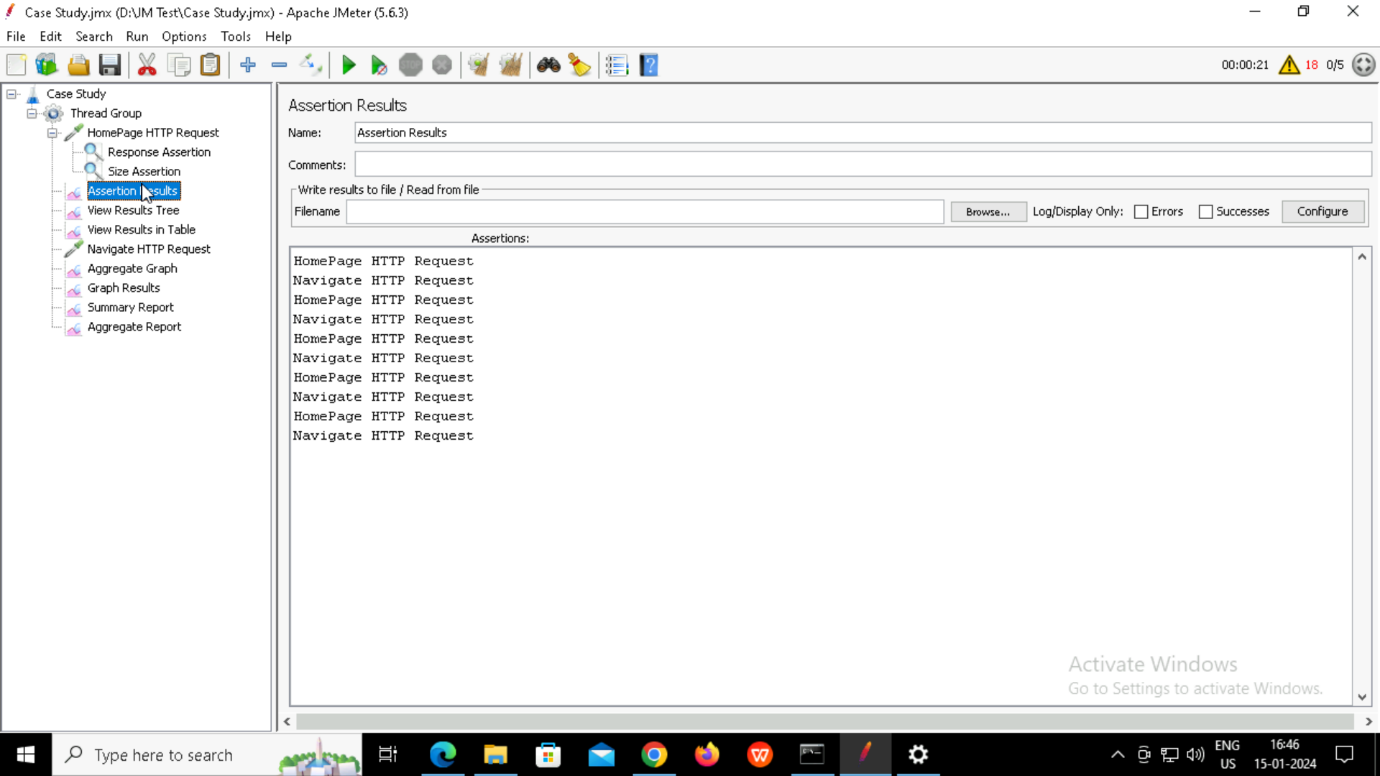 Case Study.jmx (D:\JM Test\Case Study.jmx) - Apache JMeter (5.6.3)
File Edit Search Run Options Tools Help
00:00:21 18 0/5
Case Study
Thread Group
HomePage HTTP Request
Response Assertion
Size Assertion
Assertion Results
View Results Tree
View Results in Table
Navigate HTTP Request
Aggregate Graph
Graph Results
Summary Report
Aggregate Report
Assertion Results
Name: Assertion Results
Comments:
Write results to file / Read from file
Filename Browse... Log/Display Only: Errors Successes Configure
Assertions:
HomePage HTTP Request
Navigate HTTP Request
HomePage HTTP Request
Navigate HTTP Request
HomePage HTTP Request
Navigate HTTP Request
HomePage HTTP Request
Navigate HTTP Request
HomePage HTTP Request
Navigate HTTP Request
Activate Windows
Go to Settings to activate Windows.
Type here to search
ENG
US
16:46
15-01-2024